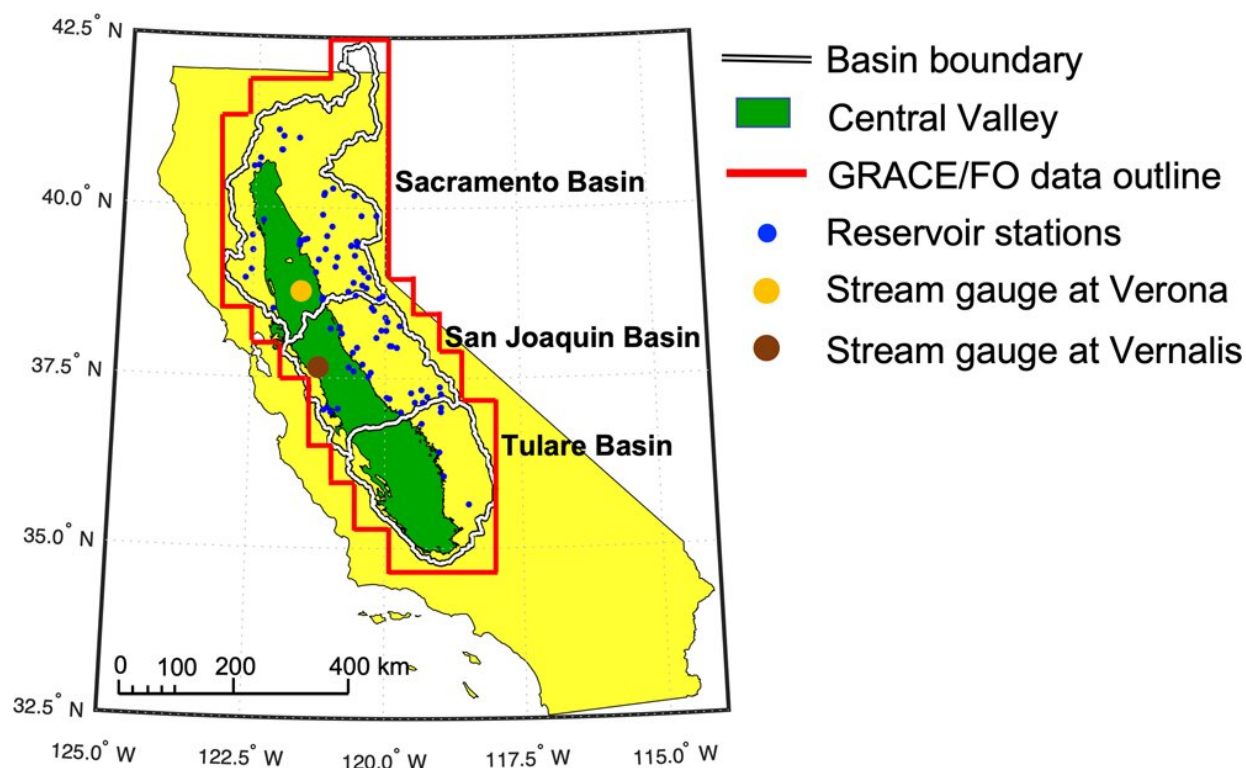 42.5° N
40.0° N
37.5° N
35.0° N
32.5° N
125.0° W
122.5° W
120.0° W
117.5° W
115.0° W
Sacramento Basin
San Joaquin Basin
Tulare Basin
0 100 200 400 km
Basin boundary
Central Valley
GRACE/FO data outline
Reservoir stations
Stream gauge at Verona
Stream gauge at Vernalis